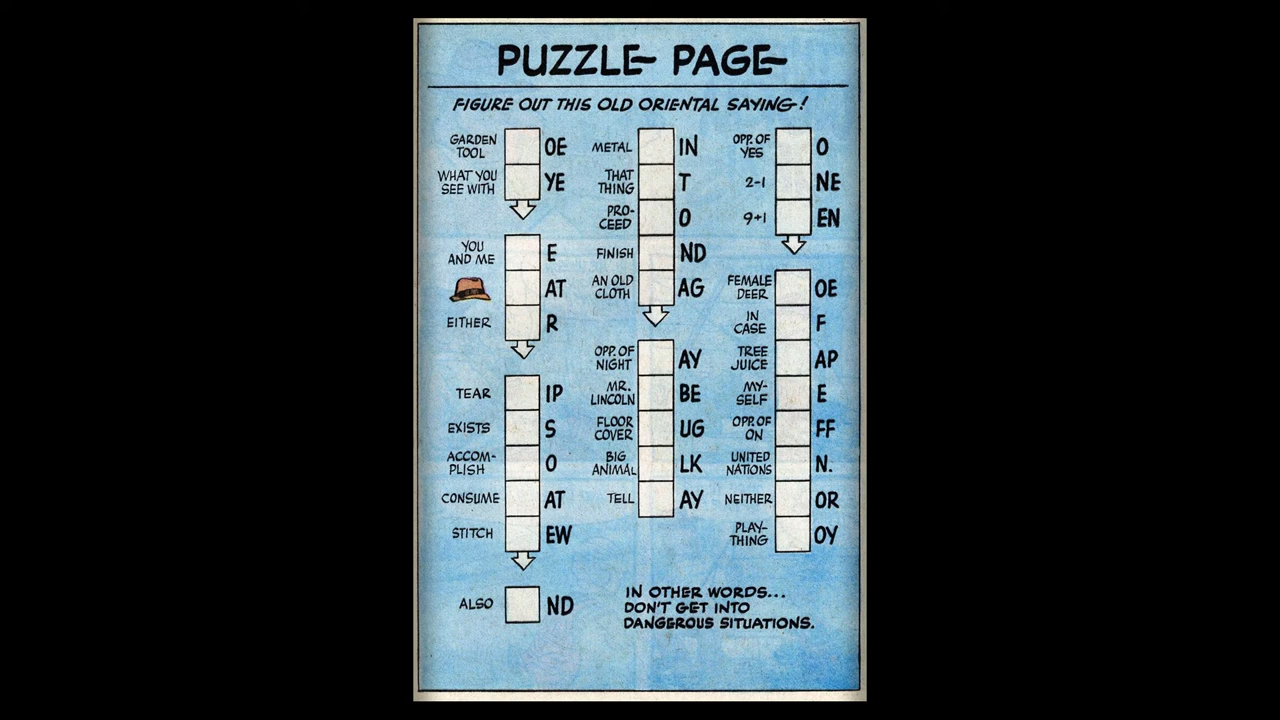 PUZZLE PAGE
FIGURE OUT THIS OLD ORIENTAL SAYING!
GARDEN
TOOL
OE
WHAT YOU
SEE WITH
YE
YOU
AND ME
E
AT
EITHER
R
TEAR
IP
EXISTS
S
ACCOM-
PLISH
O
CONSUME
AT
STITCH
EW
ALSO
ND
METAL
IN
THAT
THING
T
PRO-
CEED
O
FINISH
ND
AN OLD
CLOTH
AG
OPP. OF
NIGHT
AY
MR.
LINCOLN
BE
FLOOR
COVER
UG
BIG
ANIMAL
LK
TELL
AY
OPP. OF
YES
O
2-1
NE
9+1
EN
FEMALE
DEER
OE
IN
CASE
F
TREE
JUICE
AP
MY-
SELF
E
OPP. OF
ON
FF
UNITED
NATIONS
N.
NEITHER
OR
PLAY-
THING
OY
IN OTHER WORDS...
DON'T GET INTO
DANGEROUS SITUATIONS.